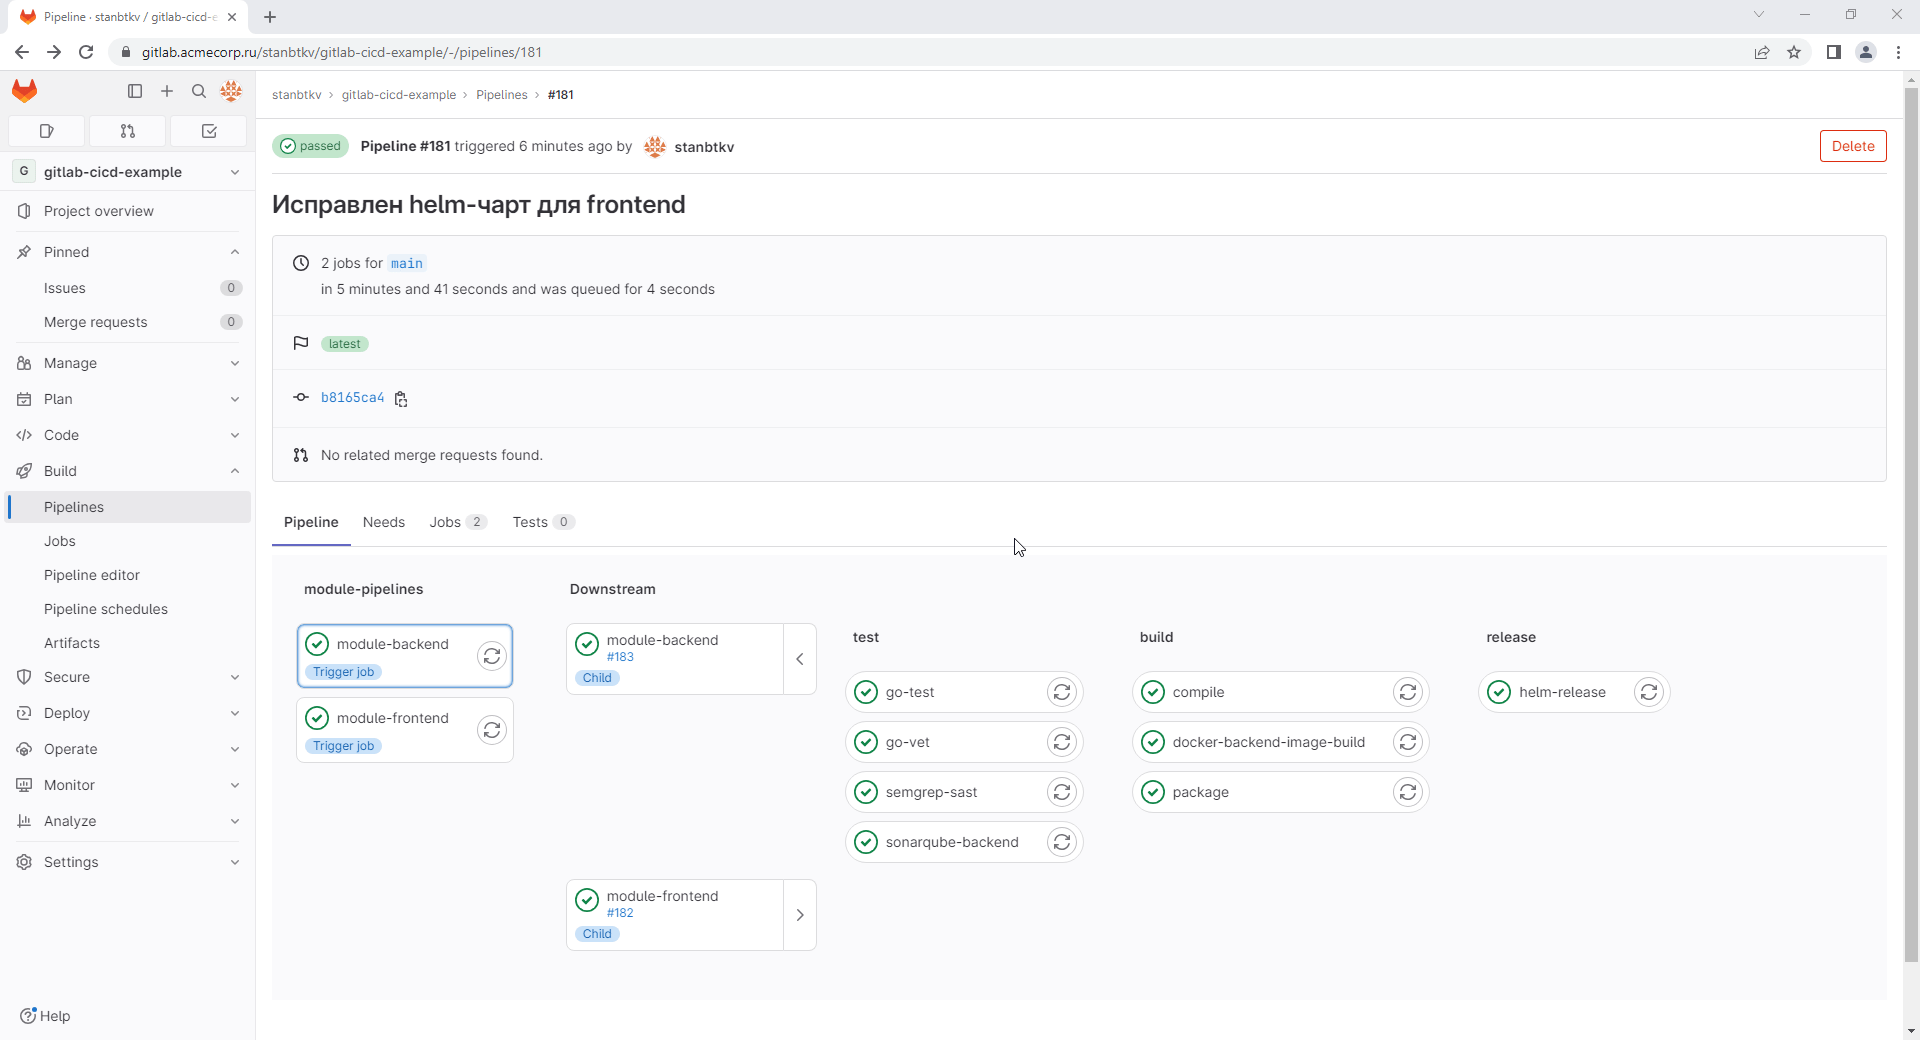 Pipeline · stanbtkv / gitlab-cicd-e
gitlab.acmecorp.ru/stanbtkv/gitlab-cicd-example/-/pipelines/181
G gitlab-cicd-example
Project overview
Pinned
Issues 0
Merge requests 0
Manage
Plan
Code
Build
Pipelines
Jobs
Pipeline editor
Pipeline schedules
Artifacts
Secure
Deploy
Operate
Monitor
Analyze
Settings
Help
stanbtkv › gitlab-cicd-example › Pipelines › #181
passed Pipeline #181 triggered 6 minutes ago by stanbtkv
Delete
Исправлен helm-чарт для frontend
2 jobs for main
in 5 minutes and 41 seconds and was queued for 4 seconds
latest
b8165ca4
No related merge requests found.
Pipeline Needs Jobs 2 Tests 0
module-pipelines
module-backend
Trigger job
module-frontend
Trigger job
Downstream
module-backend
#183
Child
module-frontend
#182
Child
test
go-test
go-vet
semgrep-sast
sonarqube-backend
build
compile
docker-backend-image-build
package
release
helm-release